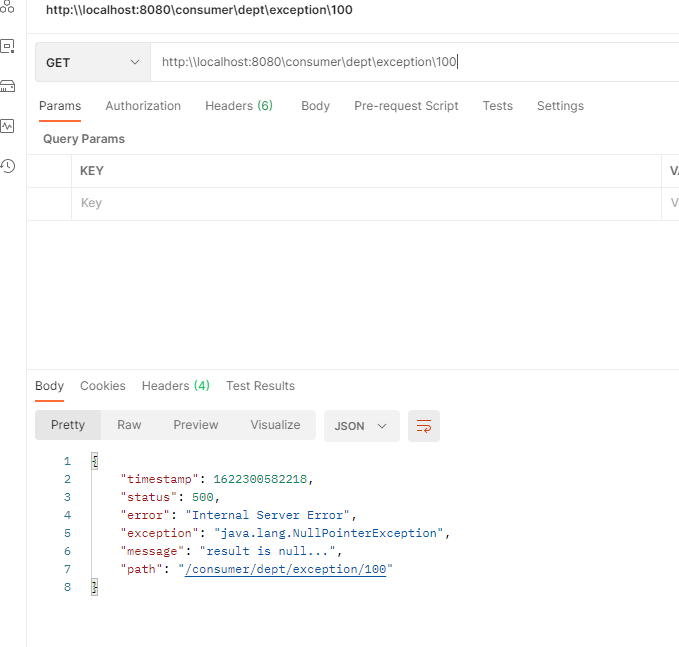 http:\\localhost:8080\consumer\dept\exception\100
GET http:\\localhost:8080\consumer\dept\exception\100
Params Authorization Headers (6) Body Pre-request Script Tests Settings
Query Params
KEY
Key
Body Cookies Headers (4) Test Results
Pretty Raw Preview Visualize JSON
1 {
2 "timestamp": 1622300582218,
3 "status": 500,
4 "error": "Internal Server Error",
5 "exception": "java.lang.NullPointerException",
6 "message": "result is null...",
7 "path": "/consumer/dept/exception/100"
8 }